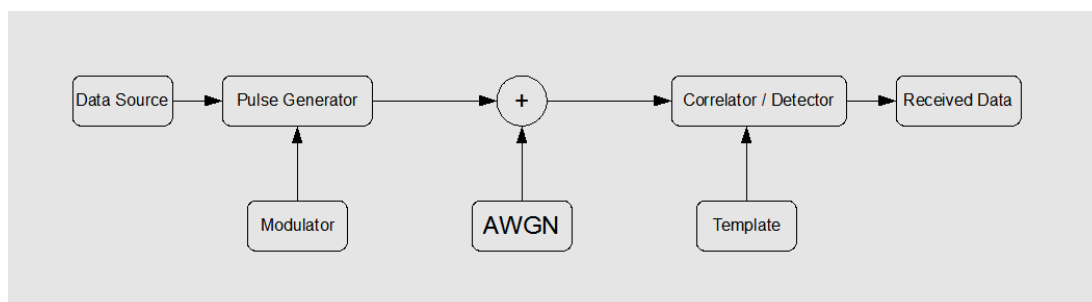 Data Source
Pulse Generator
+
Correlator / Detector
Received Data
Modulator
AWGN
Template